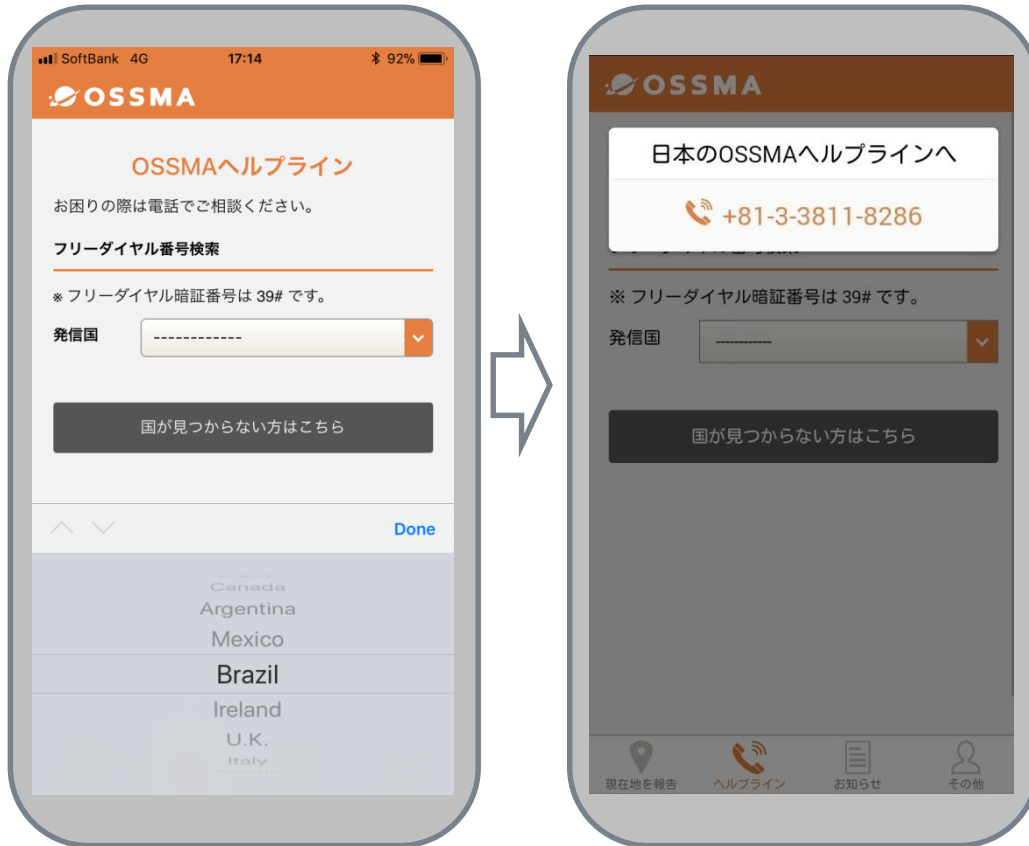 SoftBank 4G 17:14 92%
OSSMA
OSSMAヘルプライン
お困りの際は電話でご相談ください。
フリーダイヤル番号検索
※ フリーダイヤル暗証番号は 39# です。
発信国 ------------
国が見つからない方はこちら
Done
Canada
Argentina
Mexico
Brazil
Ireland
U.K.
Italy
OSSMA
日本のOSSMAヘルプラインへ
+81-3-3811-8286
※ フリーダイヤル暗証番号は 39# です。
発信国 ------------
国が見つからない方はこちら
現在地を報告 ヘルプライン お知らせ その他